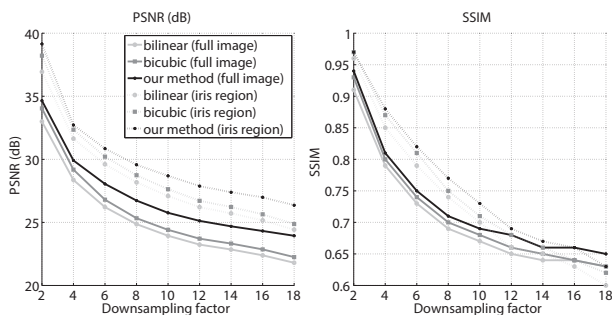 PSNR (dB)
40
35
30
25
20
PSNR (dB)
bilinear (full image)
bicubic (full image)
our method (full image)
bilinear (iris region)
bicubic (iris region)
our method (iris region)
2 4 6 8 10 12 14 16 18
Downsampling factor
SSIM
1
0.95
0.9
0.85
0.8
0.75
0.7
0.65
0.6
SSIM
2 4 6 8 10 12 14 16 18
Downsampling factor